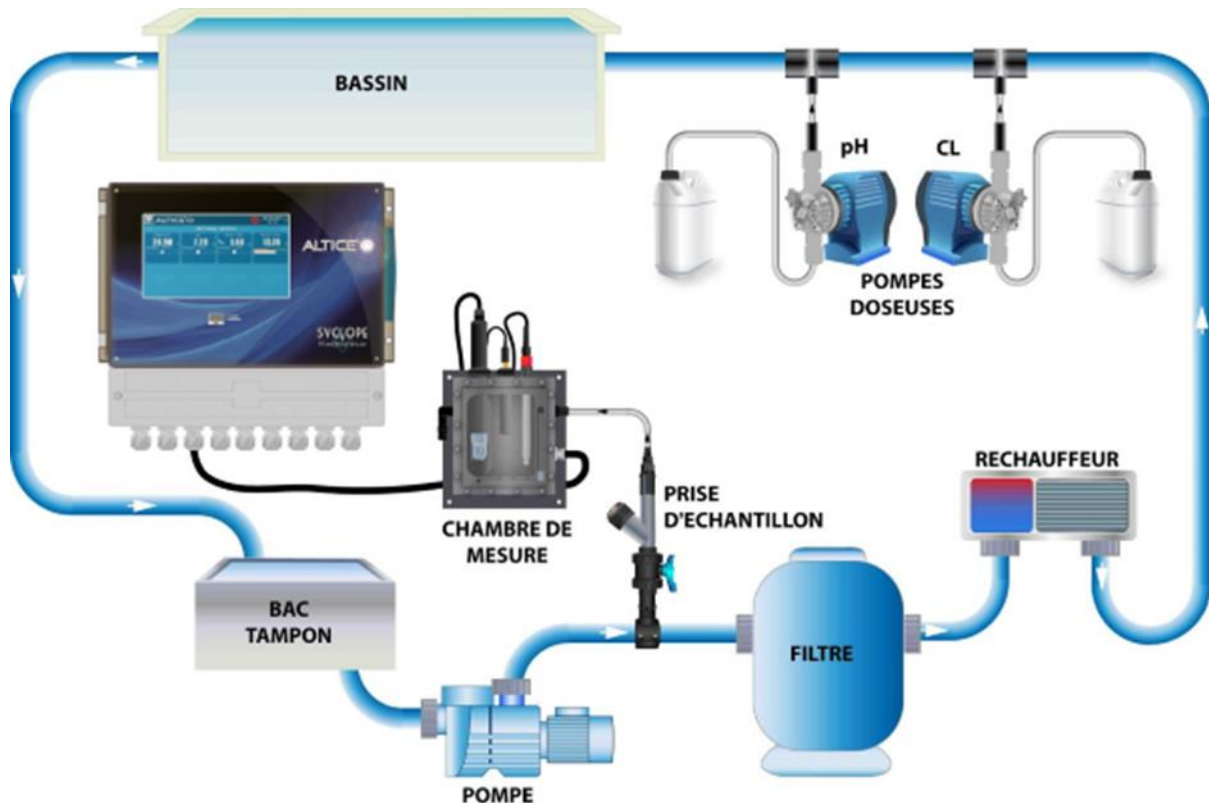 BASSIN
pH
CL
POMPES
DOSEUSES
ALTICE
SYCLOPE
CHAMBRE DE
MESURE
PRISE
D'ECHANTILLON
RECHAUFFEUR
BAC
TAMPON
FILTRE
POMPE